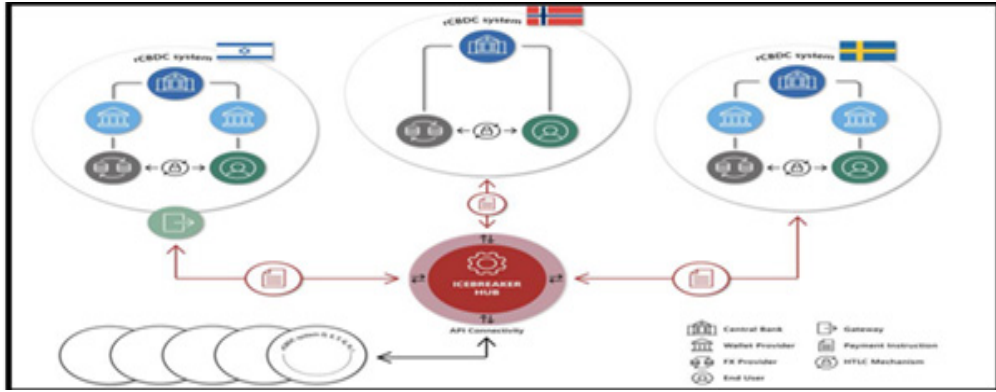 rCBDC system
rCBDC system
rCBDC system
ICEBREAKER
HUB
API Connectivity
Central Bank
Wallet Provider
FX Provider
End User
Gateway
Payment Instruction
HTLC Mechanism